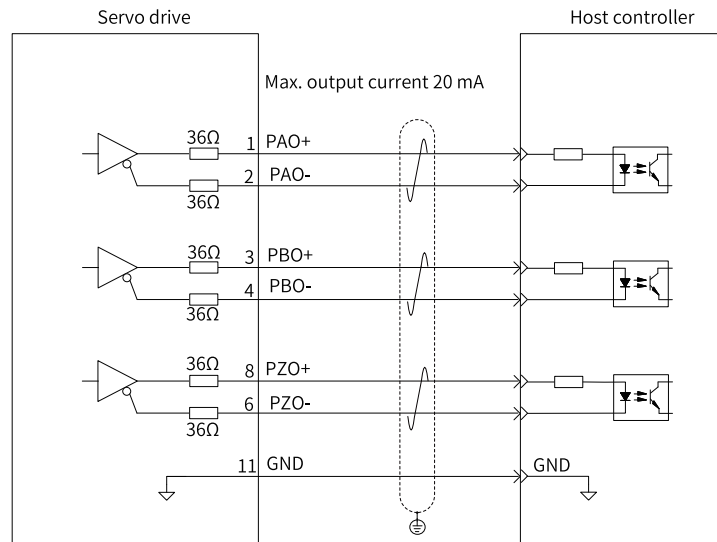 Servo drive
Host controller
Max. output current 20 mA
36Ω
1 PAO+
2 PAO-
36Ω
36Ω
3 PBO+
4 PBO-
36Ω
36Ω
8 PZO+
6 PZO-
36Ω
11 GND
GND